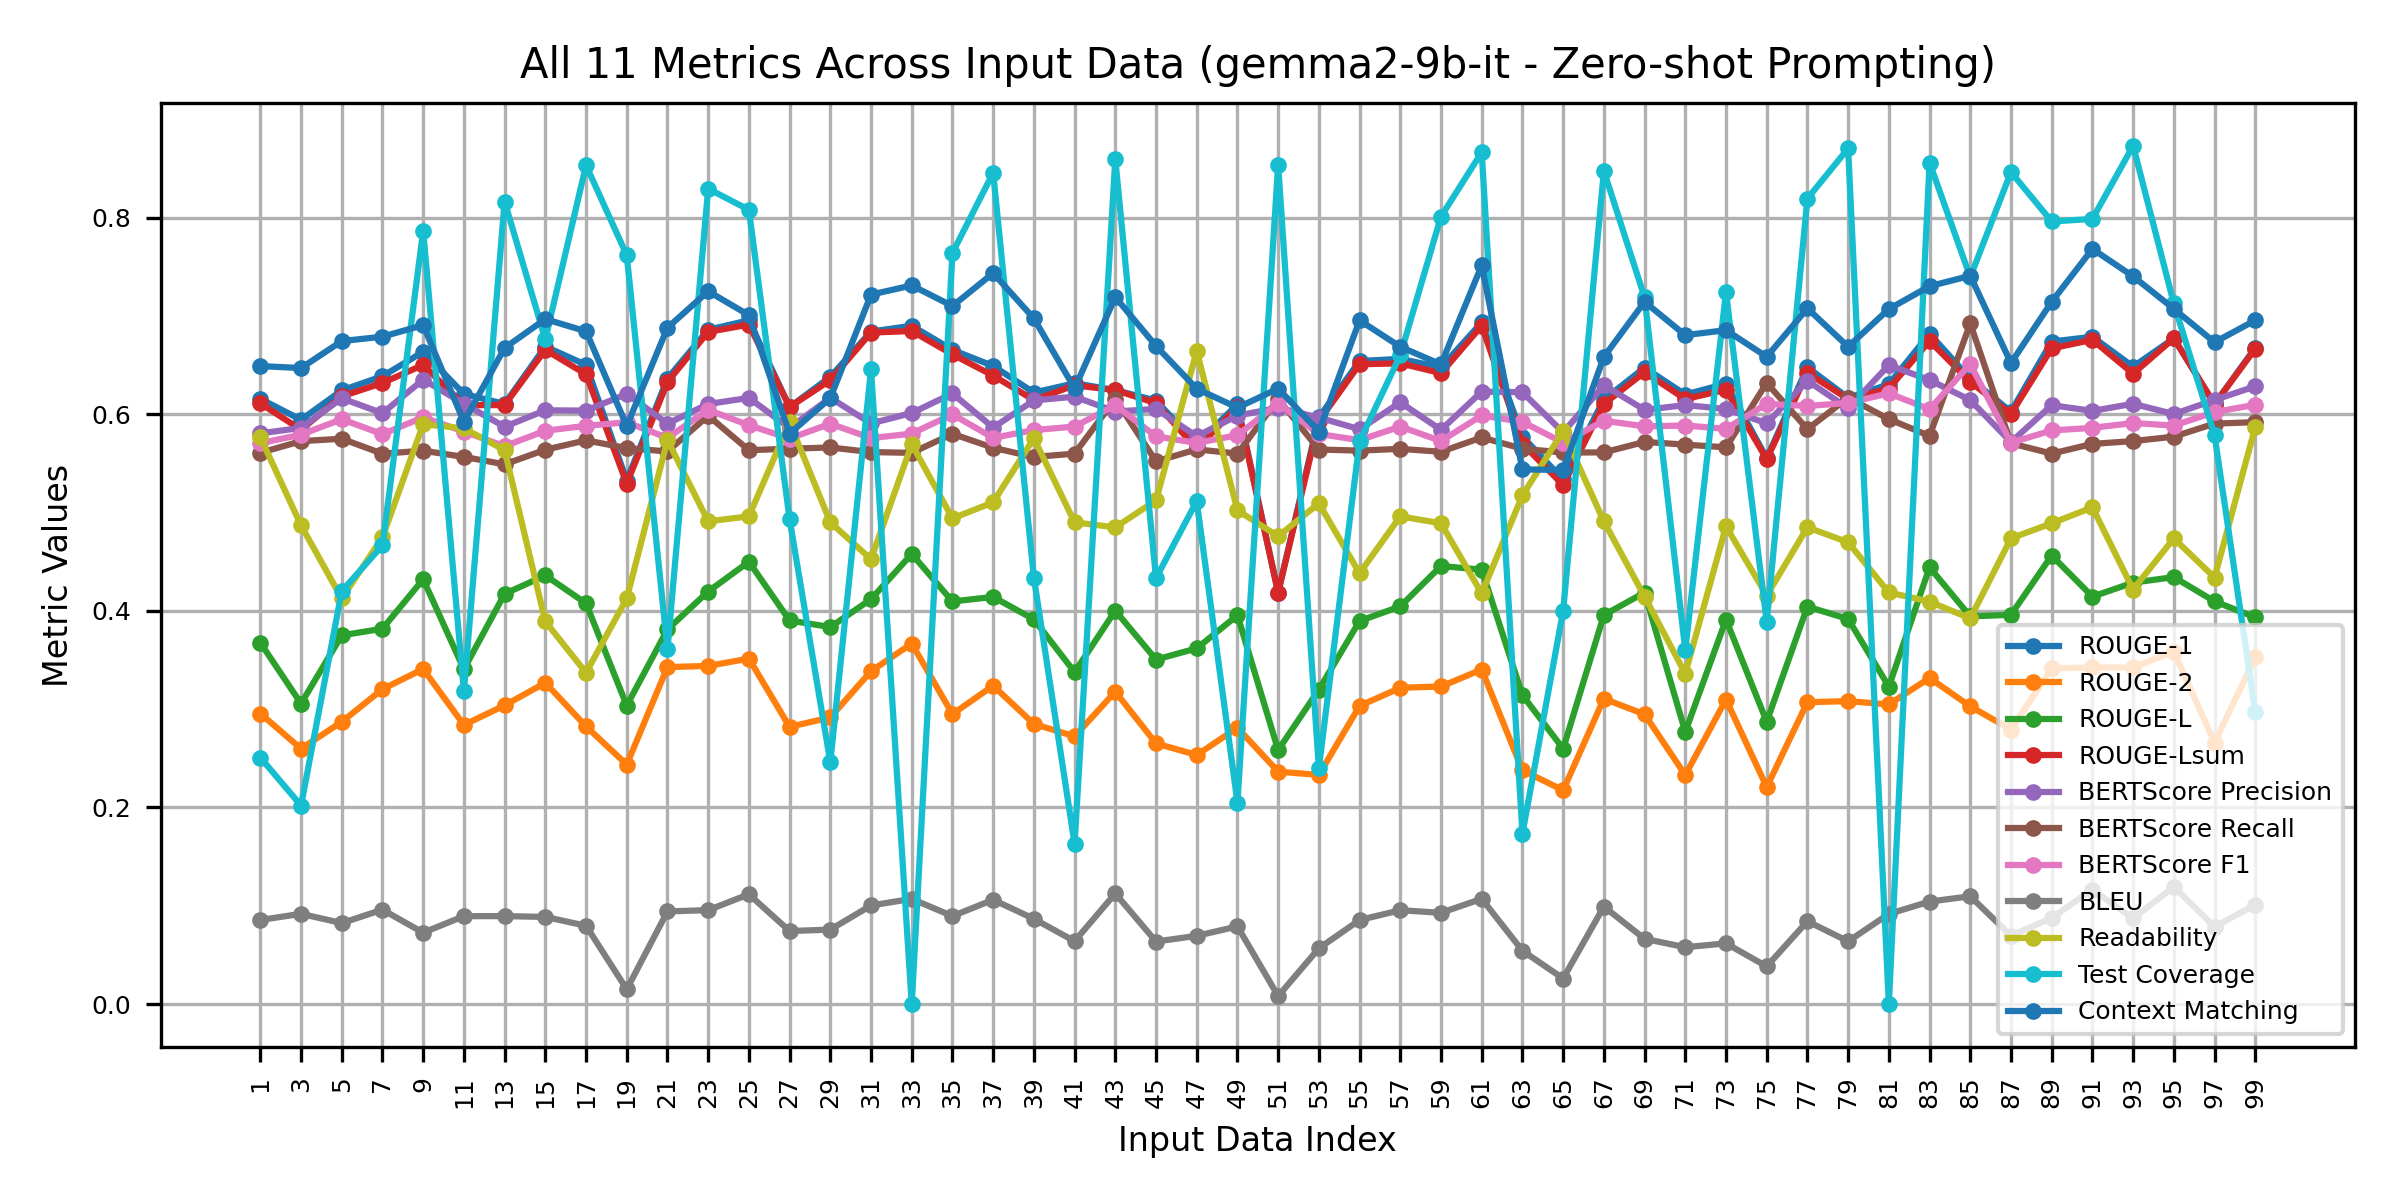 All 11 Metrics Across Input Data (gemma2-9b-it - Zero-shot Prompting)
Metric Values
0.8
0.6
0.4
0.2
0.0
ROUGE-1
ROUGE-2
ROUGE-L
ROUGE-Lsum
BERTScore Precision
BERTScore Recall
BERTScore F1
BLEU
Readability
Test Coverage
Context Matching
1 3 5 7 9 11 13 15 17 19 21 23 25 27 29 31 33 35 37 39 41 43 45 47 49 51 53 55 57 59 61 63 65 67 69 71 73 75 77 79 81 83 85 87 89 91 93 95 97 99
Input Data Index